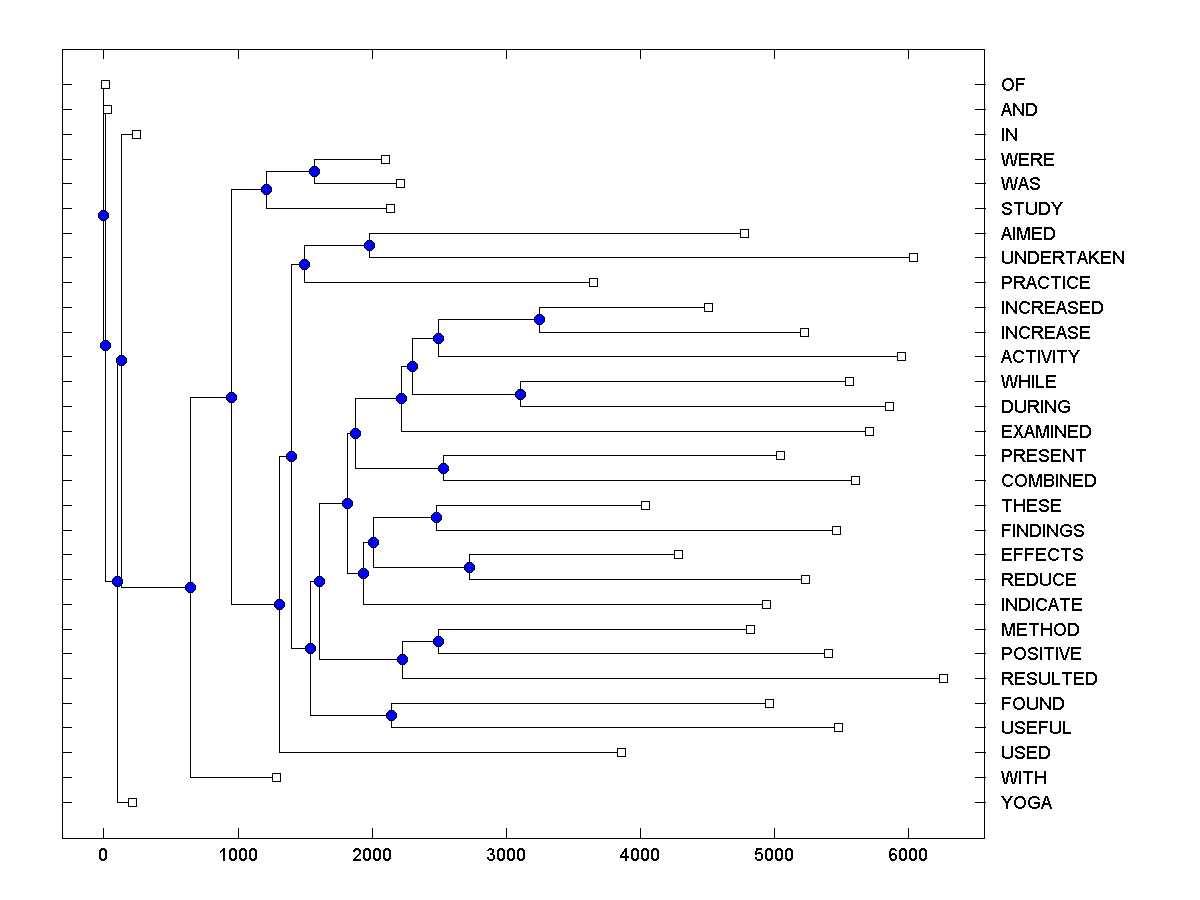 OF
AND
IN
WERE
WAS
STUDY
AIMED
UNDERTAKEN
PRACTICE
INCREASED
INCREASE
ACTIVITY
WHILE
DURING
EXAMINED
PRESENT
COMBINED
THESE
FINDINGS
EFFECTS
REDUCE
INDICATE
METHOD
POSITIVE
RESULTED
FOUND
USEFUL
USED
WITH
YOGA
0 1000 2000 3000 4000 5000 6000